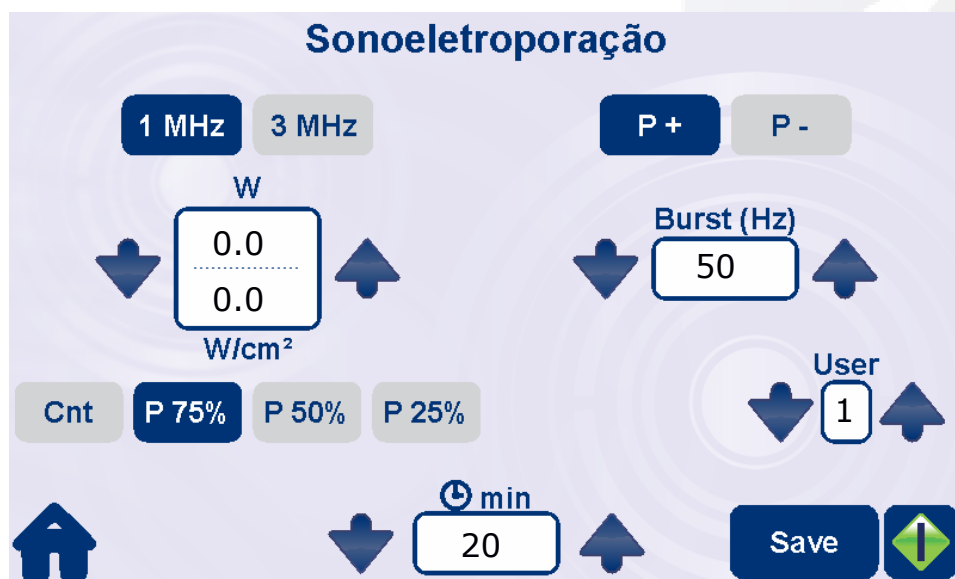 Sonoeletroporação
1 MHz 3 MHz
P + P -
W
0.0
0.0
W/cm²
Burst (Hz)
50
User
1
Cnt P 75% P 50% P 25%
min
20
Save